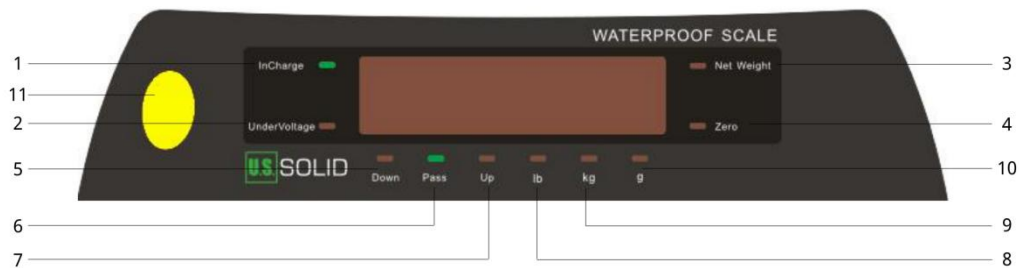 WATERPROOF SCALE
1 InCharge Net Weight 3
11
2 UnderVoltage Zero 4
U.S. SOLID
5 Down Pass Up lb kg g 10
6 9
7 8